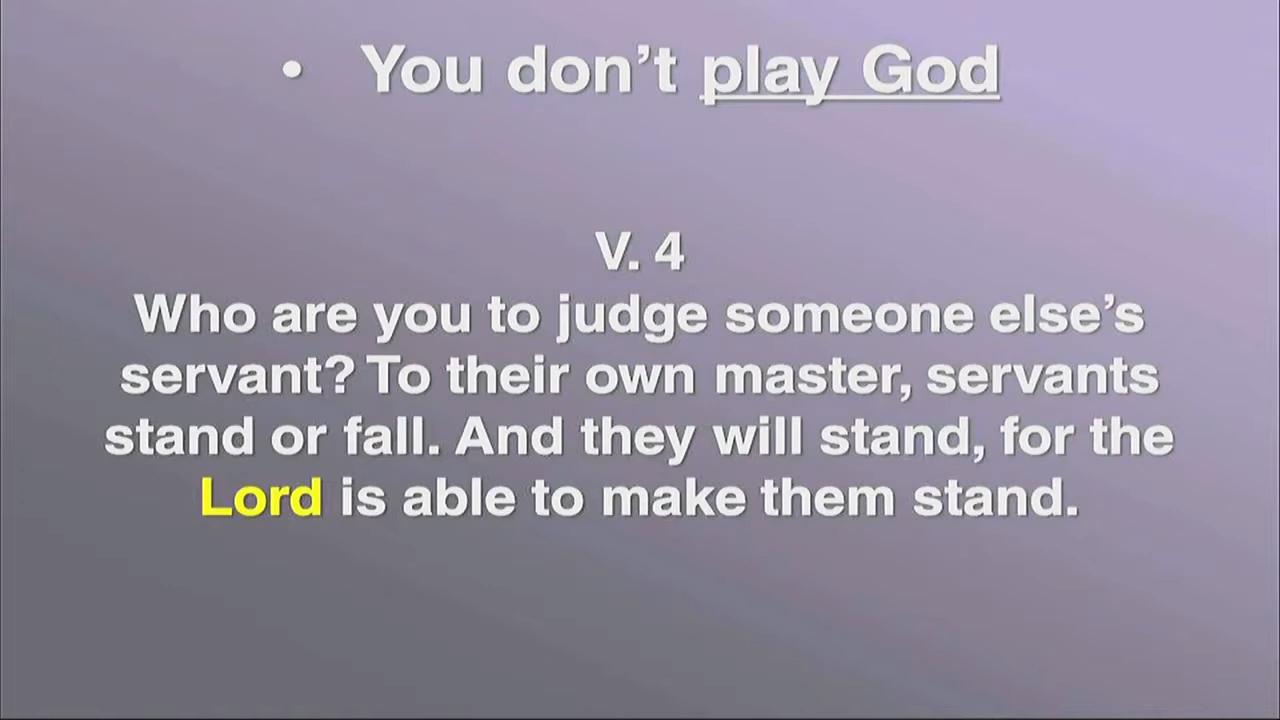 • You don’t play God
V. 4
Who are you to judge someone else’s
servant? To their own master, servants
stand or fall. And they will stand, for the
Lord is able to make them stand.